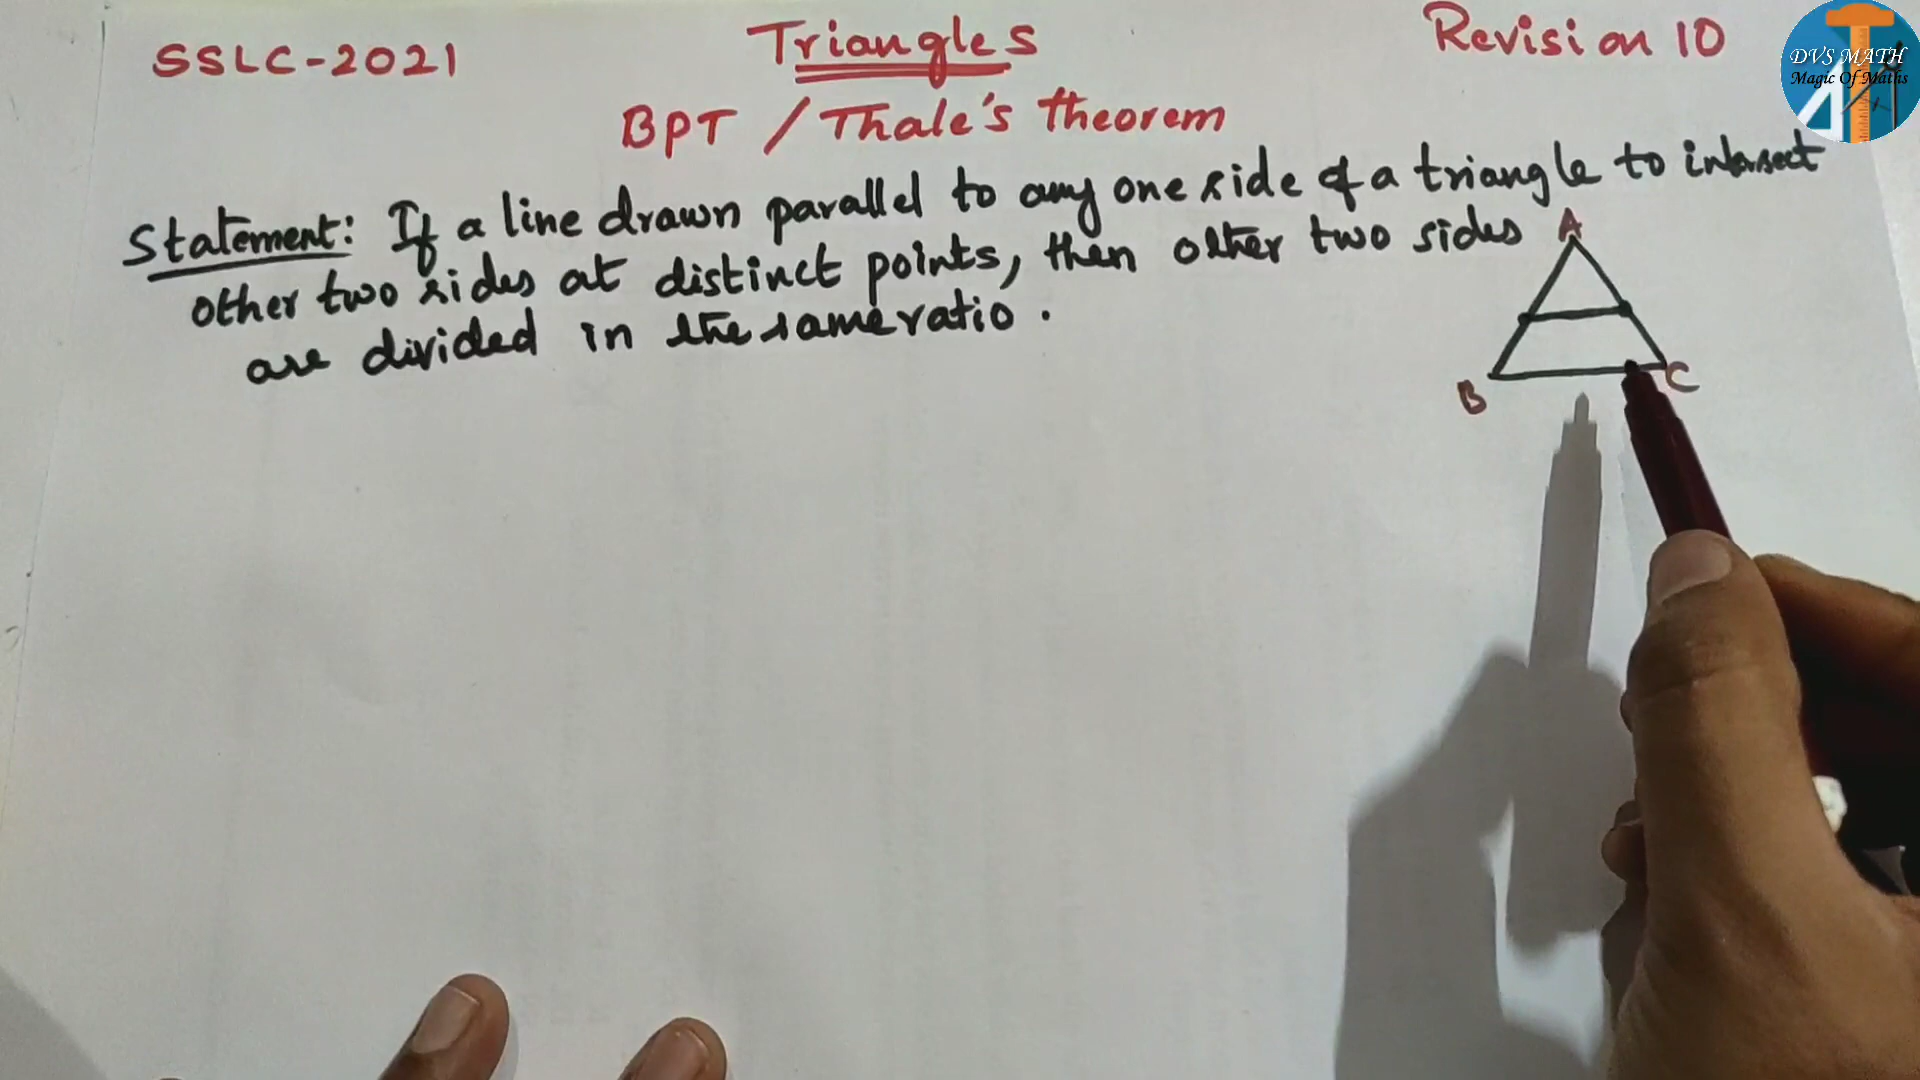 SSLC-2021
Triangles
Revision 10
DVS MATH
Magic Of Maths
BPT / Thale's theorem
Statement: If a line drawn parallel to any one side of a triangle to intersect
other two sides at distinct points, then other two sides
are divided in the same ratio.
A
B
C